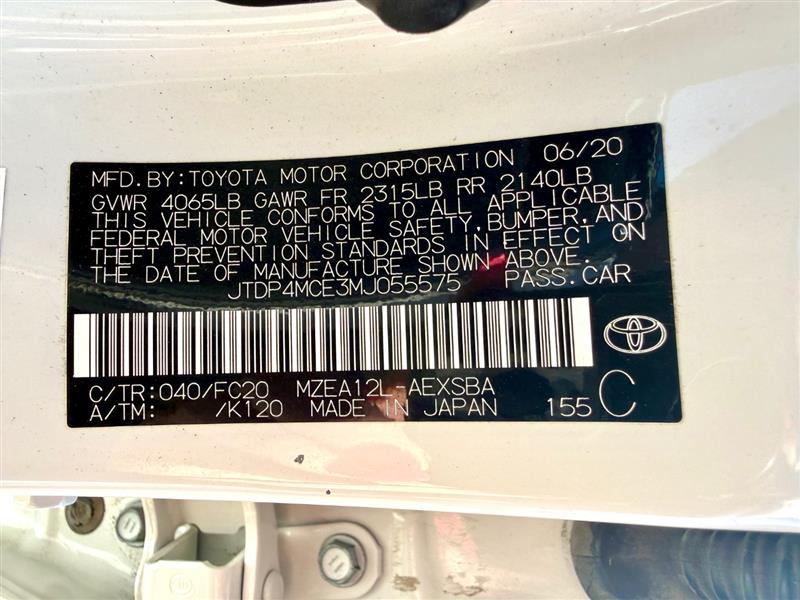 MFD.BY:TOYOTA MOTOR CORPORATION 06/20
GVWR 4065LB GAWR FR 2315LB RR 2140LB
THIS VEHICLE CONFORMS TO ALL APPLICABLE
FEDERAL MOTOR VEHICLE SAFETY,BUMPER,AND
THEFT PREVENTION STANDARDS IN EFFECT ON
THE DATE OF MANUFACTURE SHOWN ABOVE.
JTDP4MCE3MJ055575 PASS.CAR
C/TR:040/FC20 MZEA12L-AEXSBA
A/TM: /K120 MADE IN JAPAN 155 C